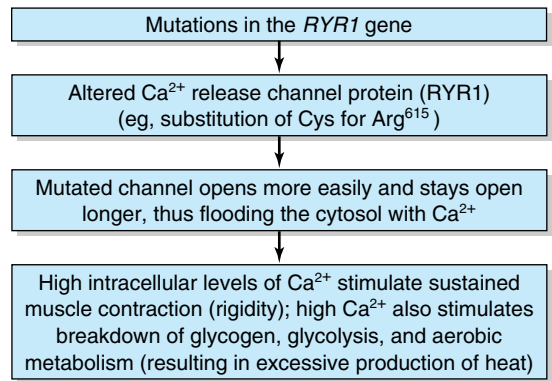 Mutations in the RYR1 gene
Altered Ca²⁺ release channel protein (RYR1)
(eg, substitution of Cys for Arg⁶¹⁵)
Mutated channel opens more easily and stays open
longer, thus flooding the cytosol with Ca²⁺
High intracellular levels of Ca²⁺ stimulate sustained
muscle contraction (rigidity); high Ca²⁺ also stimulates
breakdown of glycogen, glycolysis, and aerobic
metabolism (resulting in excessive production of heat)